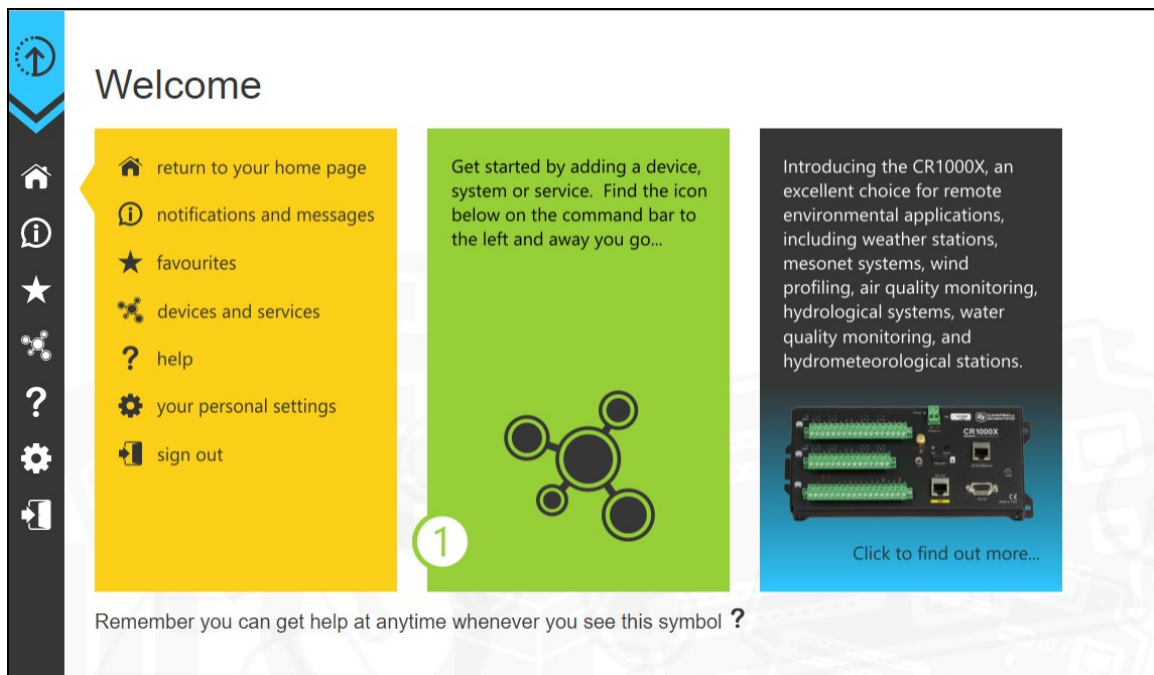 Welcome
return to your home page
notifications and messages
favourites
devices and services
help
your personal settings
sign out
Get started by adding a device,
system or service. Find the icon
below on the command bar to
the left and away you go...
1
Introducing the CR1000X, an
excellent choice for remote
environmental applications,
including weather stations,
mesonet systems, wind
profiling, air quality monitoring,
hydrological systems, water
quality monitoring, and
hydrometeorological stations.
CAMPBELL
SCIENTIFIC
CR1000X
Click to find out more...
Remember you can get help at anytime whenever you see this symbol ?